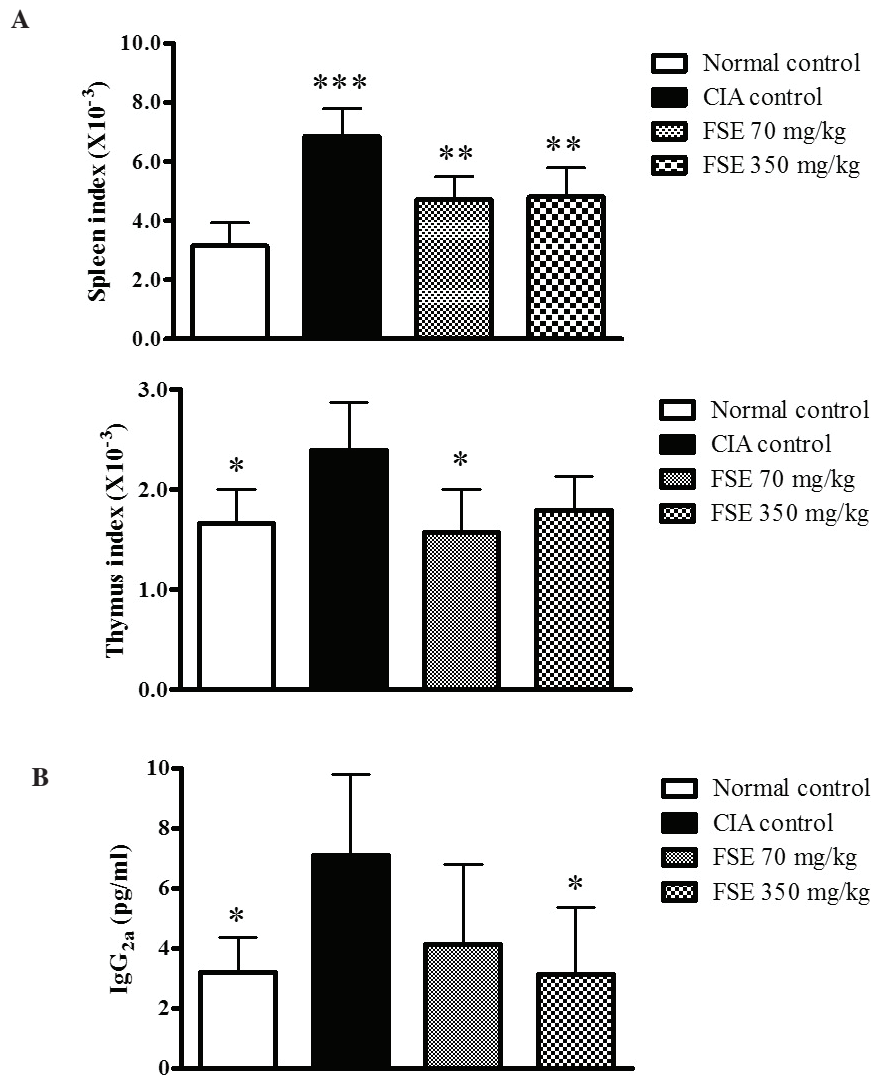 A
Spleen index (X10-3)
10.0
8.0
6.0
4.0
2.0
0.0
***
**
**
Normal control
CIA control
FSE 70 mg/kg
FSE 350 mg/kg
Thymus index (X10-3)
3.0
2.0
1.0
0.0
*
*
Normal control
CIA control
FSE 70 mg/kg
FSE 350 mg/kg
B
IgG2a (pg/ml)
10
8
6
4
2
0
*
*
Normal control
CIA control
FSE 70 mg/kg
FSE 350 mg/kg